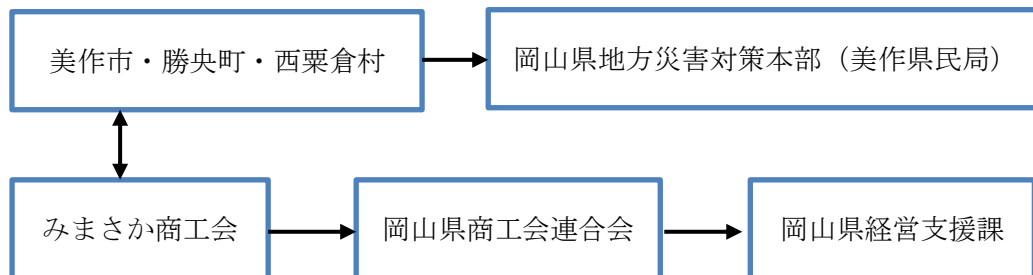 美作市・勝央町・西粟倉村
岡山県地方災害対策本部（美作県民局）
みまさか商工会
岡山県商工会連合会
岡山県経営支援課